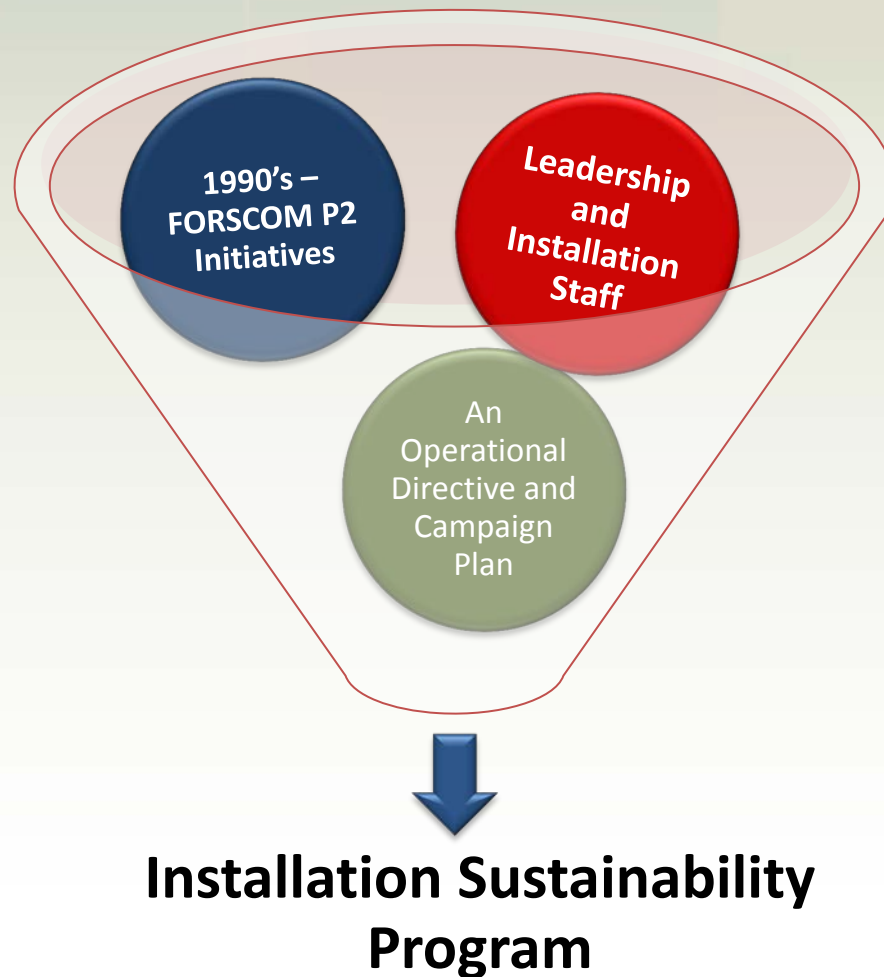 1990’s –
FORSCOM P2
Initiatives
Leadership
and
Installation
Staff
An
Operational
Directive and
Campaign
Plan
Installation Sustainability
Program